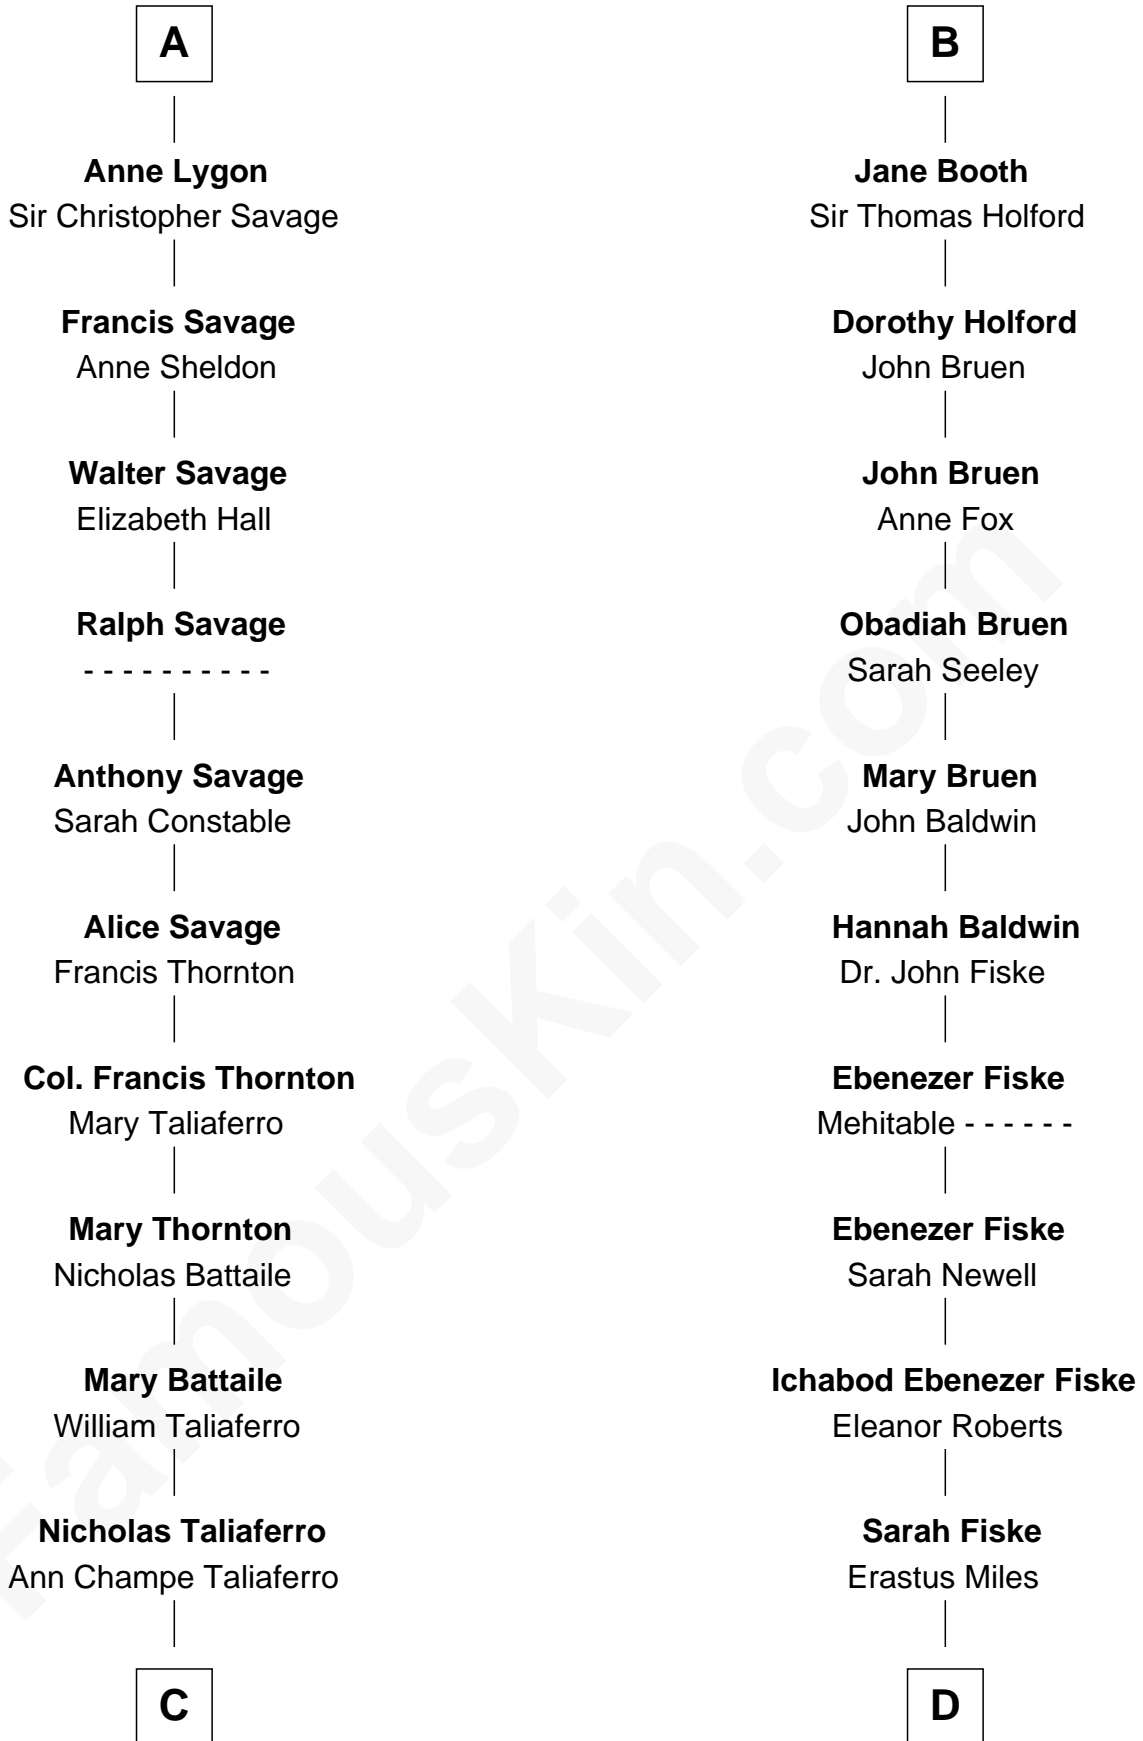 A
Anne Lygon
Sir Christopher Savage
Francis Savage
Anne Sheldon
Walter Savage
Elizabeth Hall
Ralph Savage
- - - - - - - - - -
Anthony Savage
Sarah Constable
Alice Savage
Francis Thornton
Col. Francis Thornton
Mary Taliaferro
Mary Thornton
Nicholas Battaile
Mary Battaile
William Taliaferro
Nicholas Taliaferro
Ann Champe Taliaferro
C
B
Jane Booth
Sir Thomas Holford
Dorothy Holford
John Bruen
John Bruen
Anne Fox
Obadiah Bruen
Sarah Seeley
Mary Bruen
John Baldwin
Hannah Baldwin
Dr. John Fiske
Ebenezer Fiske
Mehitable - - - - - -
Ebenezer Fiske
Sarah Newell
Ichabod Ebenezer Fiske
Eleanor Roberts
Sarah Fiske
Erastus Miles
D
FamousKin.com